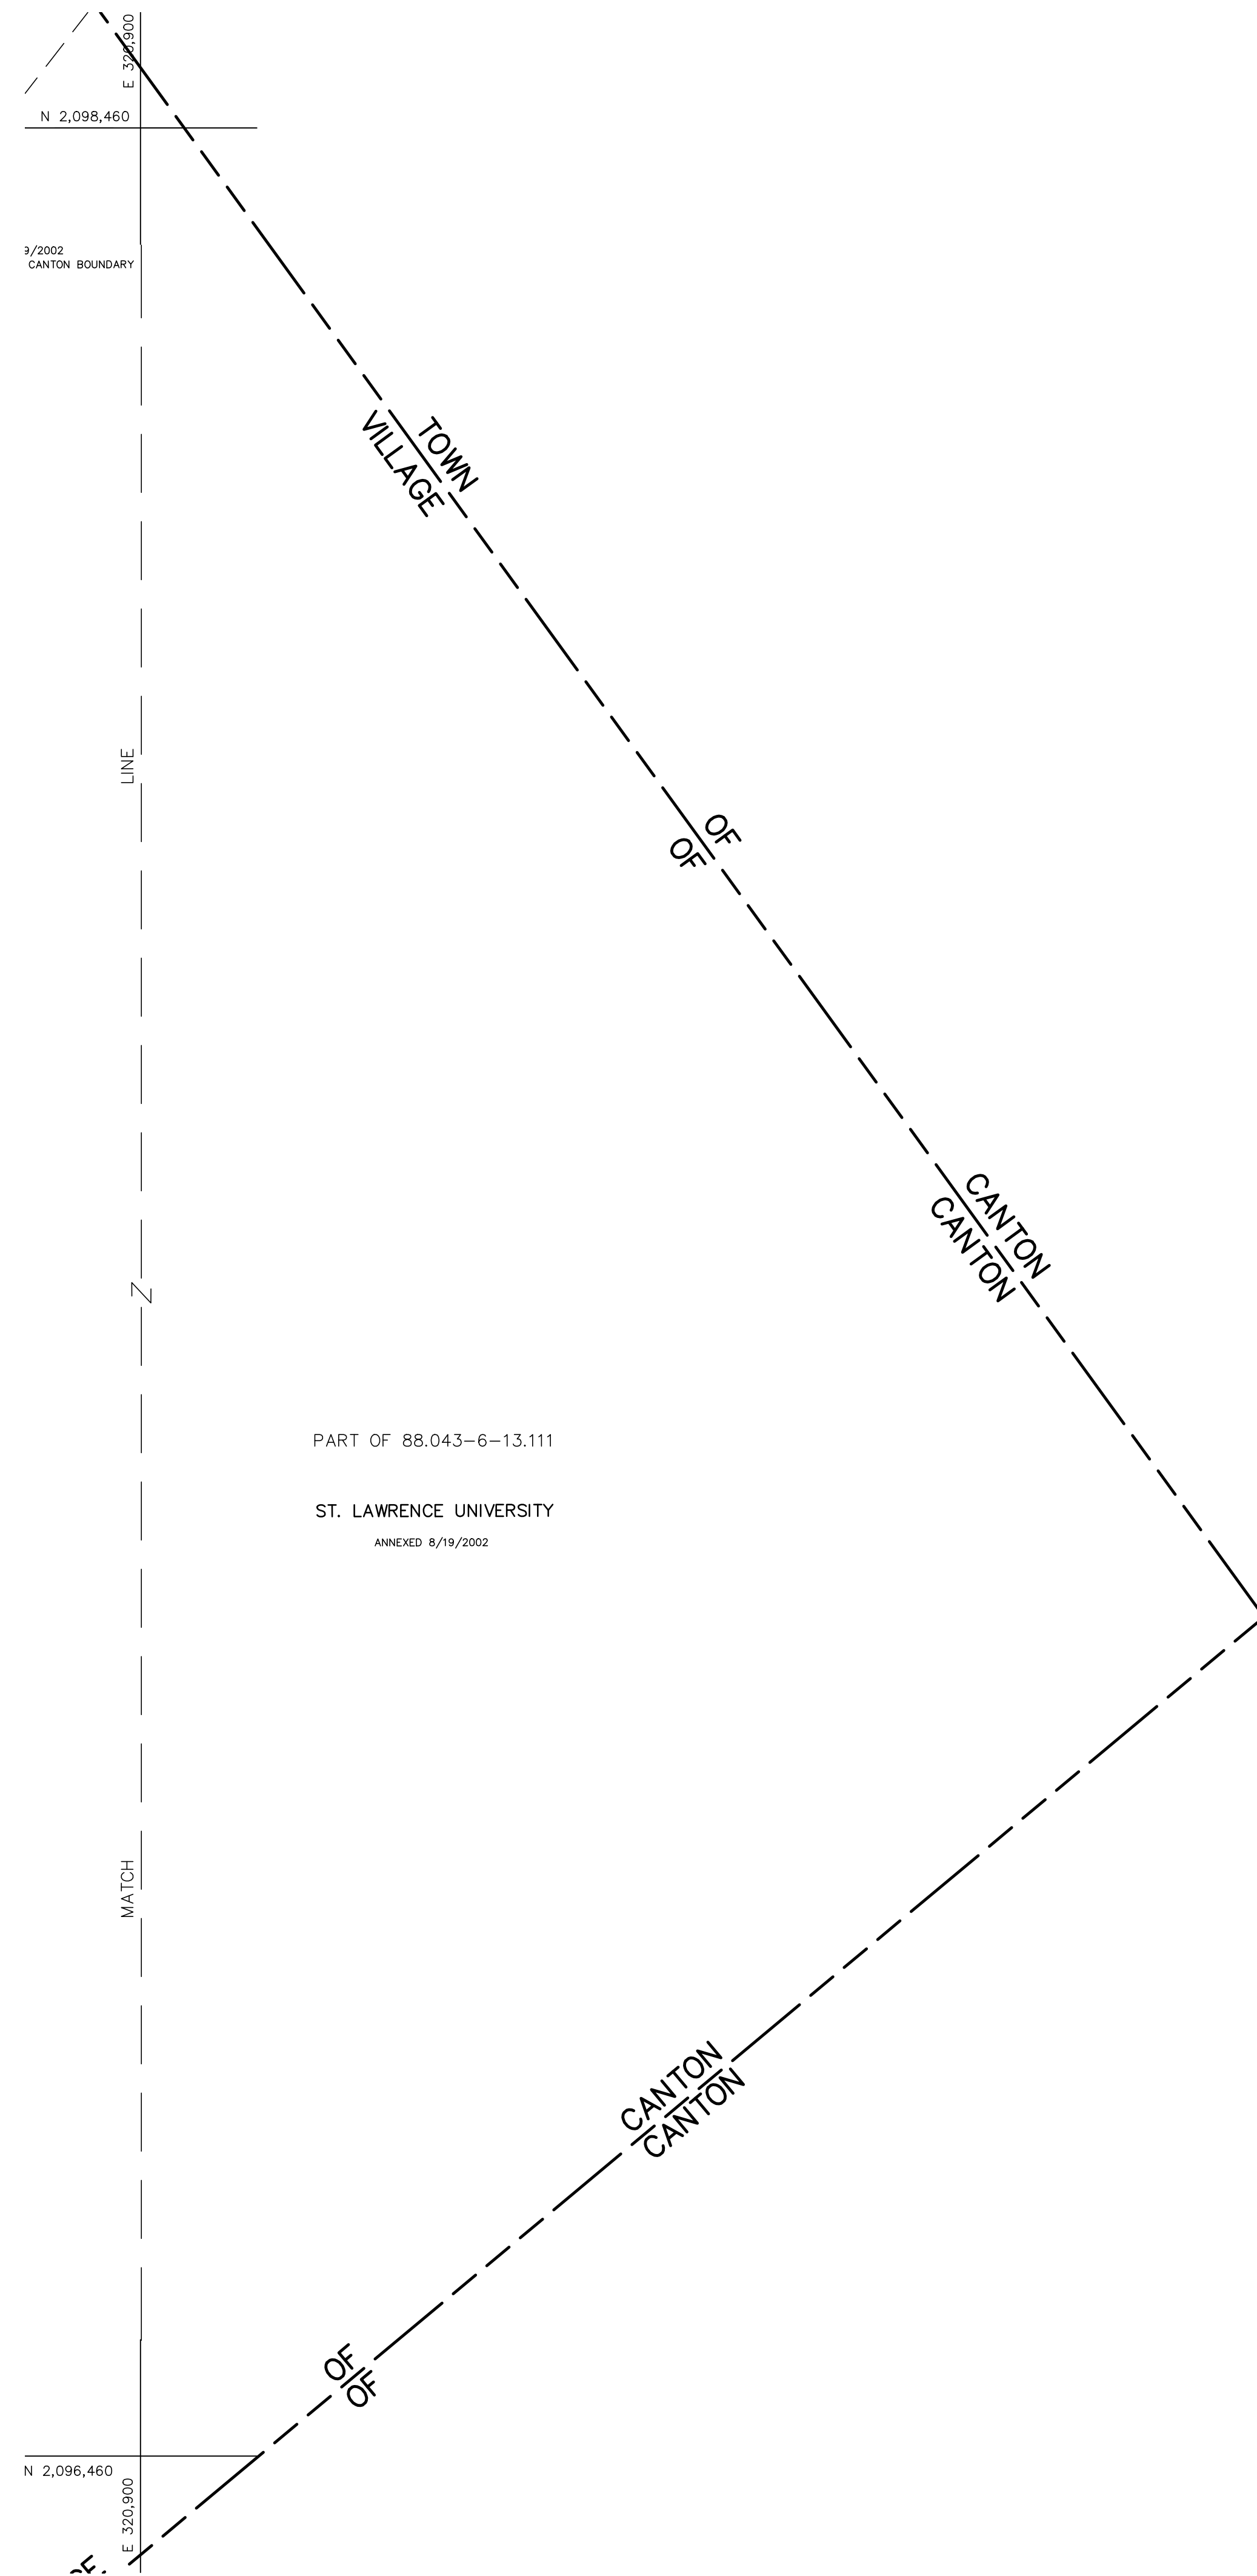 E 320,900
N 2,098,460
9/2002
CANTON BOUNDARY
TOWN
VILLAGE
LINE
OF
OF
CANTON
CANTON
Z
PART OF 88.043-6-13.111
ST. LAWRENCE UNIVERSITY
ANNEXED 8/19/2002
MATCH
CANTON
CANTON
OF
OF
N 2,096,460
E 320,900